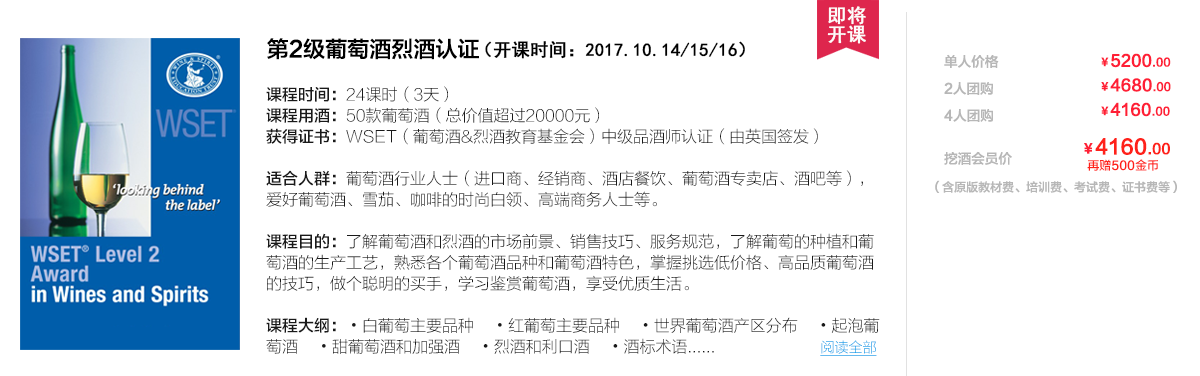 WINE & SPIRIT
EDUCATION TRUST
WSET
'looking behind
the label'
WSET® Level 2
Award
in Wines and Spirits
即将
开课
第2级葡萄酒烈酒认证（开课时间：2017.10.14/15/16）
课程时间：24课时（3天）
课程用酒：50款葡萄酒（总价值超过20000元）
获得证书：WSET（葡萄酒&烈酒教育基金会）中级品酒师认证（由英国签发）
适合人群：葡萄酒行业人士（进口商、经销商、酒店餐饮、葡萄酒专卖店、酒吧等），
爱好葡萄酒、雪茄、咖啡的时尚白领、高端商务人士等。
课程目的：了解葡萄酒和烈酒的市场前景、销售技巧、服务规范，了解葡萄的种植和葡
萄酒的生产工艺，熟悉各个葡萄酒品种和葡萄酒特色，掌握挑选低价格、高品质葡萄酒
的技巧，做个聪明的买手，学习鉴赏葡萄酒，享受优质生活。
课程大纲：•白葡萄主要品种 •红葡萄主要品种 •世界葡萄酒产区分布 •起泡葡
萄酒 •甜葡萄酒和加强酒 •烈酒和利口酒 •酒标术语...... 阅读全部
单人价格 ¥5200.00
2人团购 ¥4680.00
4人团购 ¥4160.00
挖酒会员价 ¥4160.00
再赠500金币
（含原版教材费、培训费、考试费、证书费等）